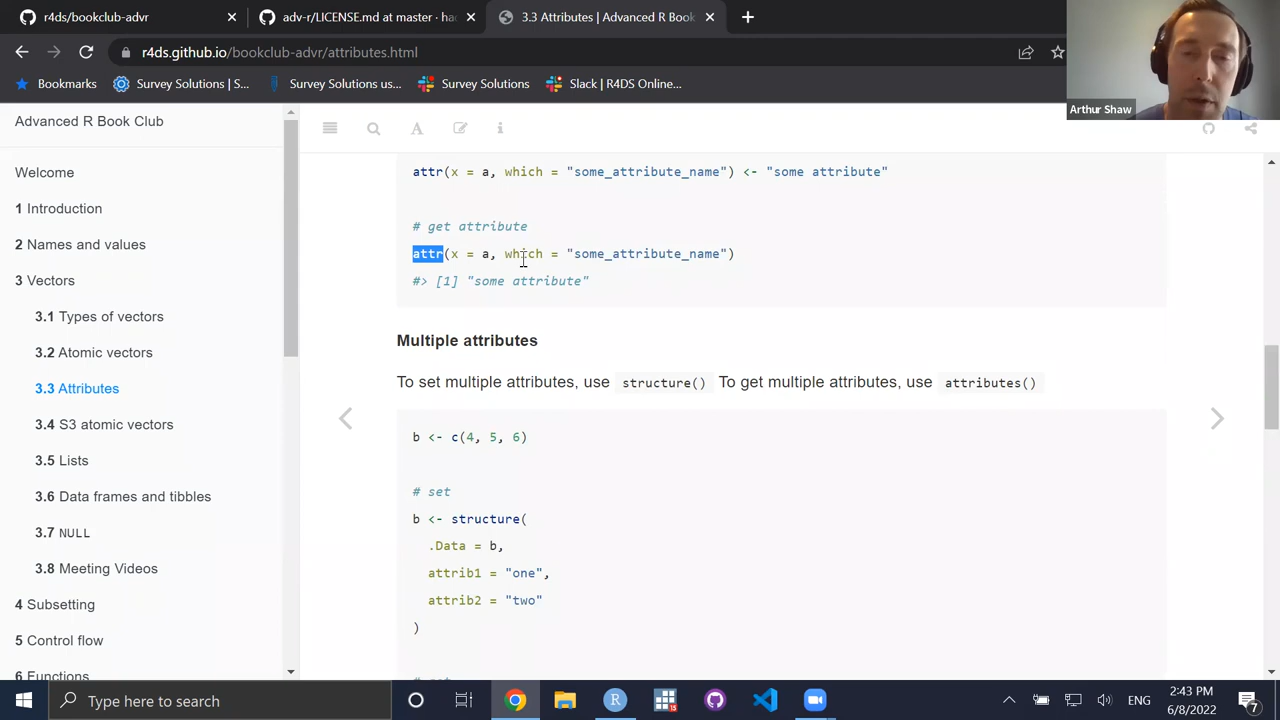 r4ds/bookclub-advr
adv-r/LICENSE.md at master · ha
3.3 Attributes | Advanced R Book
r4ds.github.io/bookclub-advr/attributes.html
Bookmarks
Survey Solutions | S...
Survey Solutions us...
Survey Solutions
Slack | R4DS Online...
Arthur Shaw
Advanced R Book Club
Welcome
1 Introduction
2 Names and values
3 Vectors
3.1 Types of vectors
3.2 Atomic vectors
3.3 Attributes
3.4 S3 atomic vectors
3.5 Lists
3.6 Data frames and tibbles
3.7 NULL
3.8 Meeting Videos
4 Subsetting
5 Control flow
6 Functions
attr(x = a, which = "some_attribute_name") <- "some attribute"
# get attribute
attr(x = a, which = "some_attribute_name")
#> [1] "some attribute"
Multiple attributes
To set multiple attributes, use structure() To get multiple attributes, use attributes()
b <- c(4, 5, 6)
# set
b <- structure(
.Data = b,
attrib1 = "one",
attrib2 = "two"
)
Type here to search
ENG
2:43 PM
6/8/2022
7